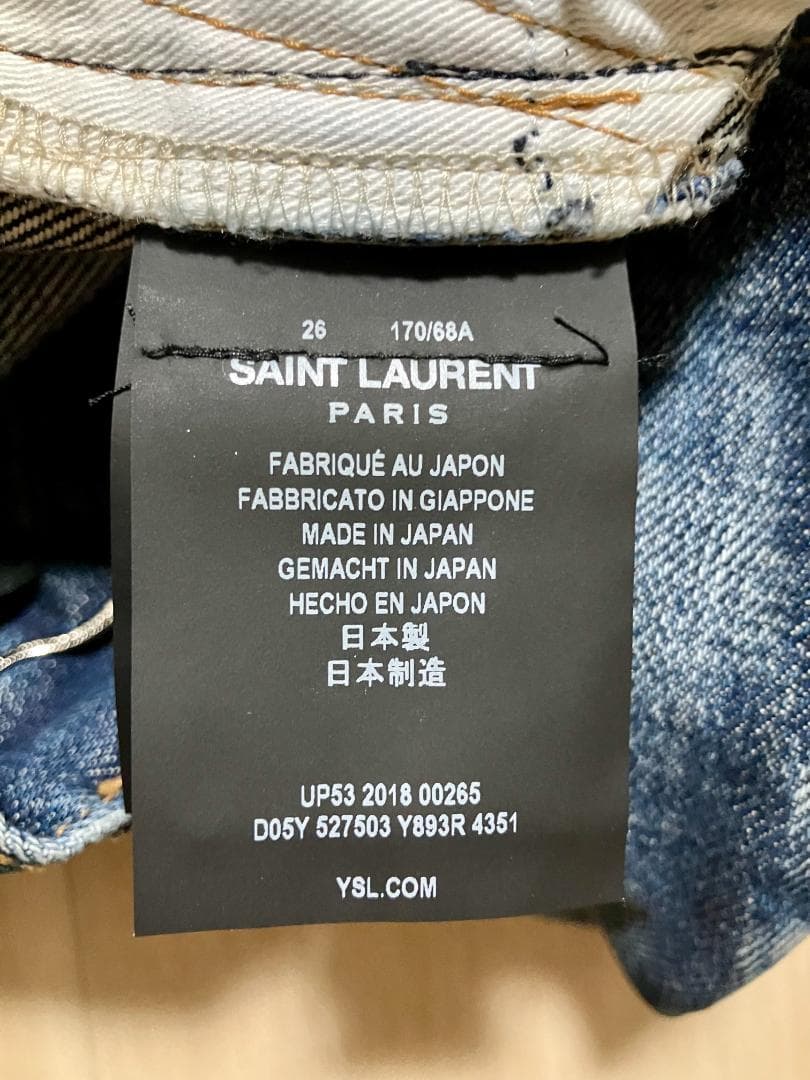 26 170/68A
SAINT LAURENT
PARIS
FABRIQUÉ AU JAPON
FABBRICATO IN GIAPPONE
MADE IN JAPAN
GEMACHT IN JAPAN
HECHO EN JAPON
日本製
日本制造
UP53 2018 00265
D05Y 527503 Y893R 4351
YSL.COM